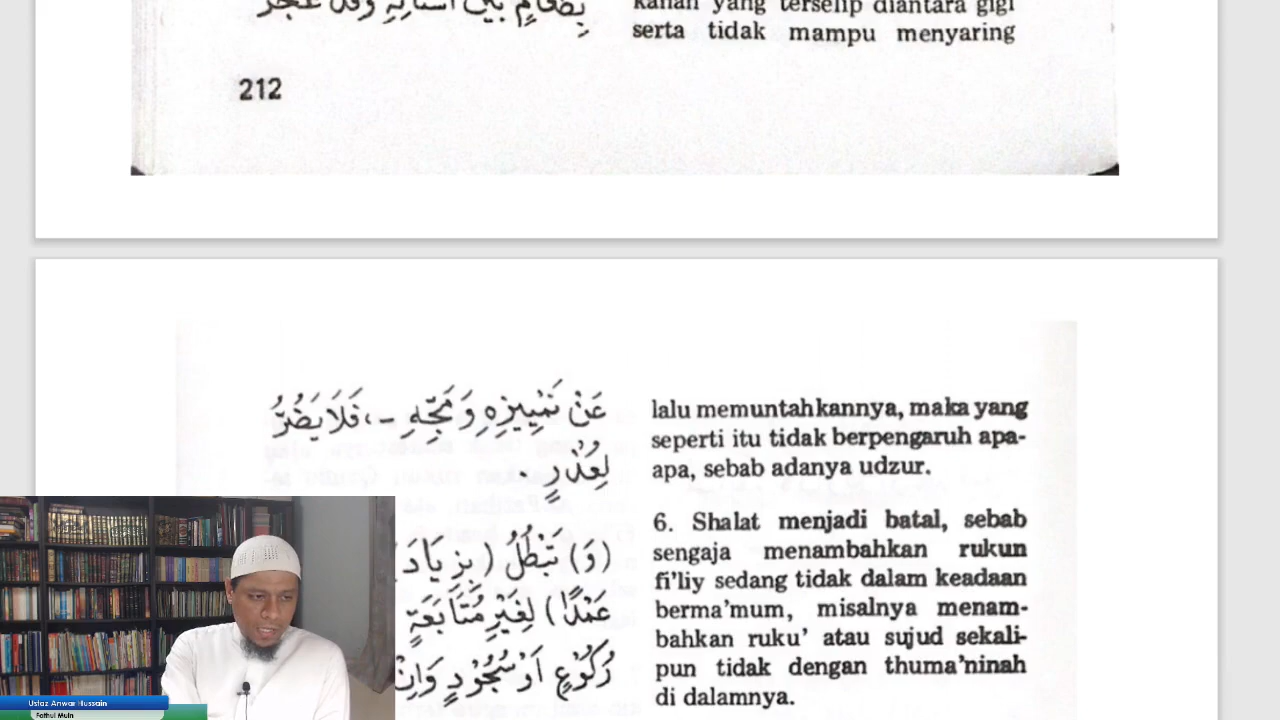 بِطَعَامٍ بَيْنَ اَسْنَانِهِ وَقَدْ عَجَزَ
kanan yang terselip diantara gigi
serta tidak mampu menyaring
212
عَنْ تَمْيِيْزِهِ وَمَجِّهِ -، فَلَا يَضُرُّ
لِعُذْرٍ .
lalu memuntahkannya, maka yang
seperti itu tidak berpengaruh apa-
apa, sebab adanya udzur.
(وَ) تَبْطُلُ (بِزِيَادَ
عَمْدًا) لِغَيْرِ مُتَابَعَةٍ
رُكُوْعٍ اَوْ سُجُوْدٍ وَاِنْ
6. Shalat menjadi batal, sebab
sengaja menambahkan rukun
fi'liy sedang tidak dalam keadaan
berma'mum, misalnya menam-
bahkan ruku' atau sujud sekali-
pun tidak dengan thuma'ninah
di dalamnya.
Ustaz Anwar Hussain
Fathul Muin